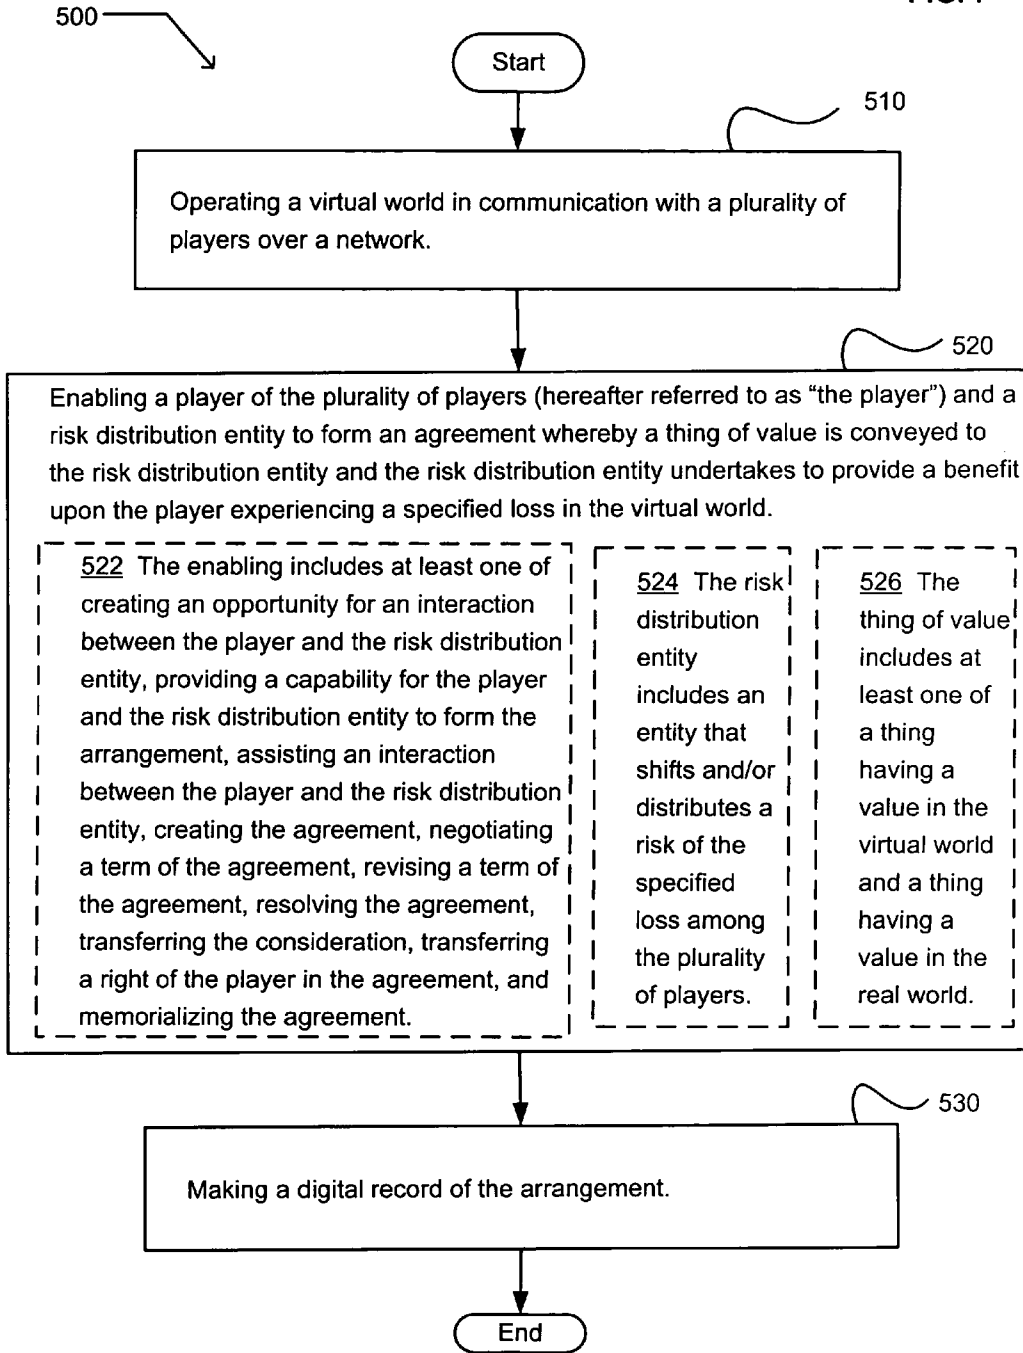 500
Start
510
Operating a virtual world in communication with a plurality of
players over a network.
520
Enabling a player of the plurality of players (hereafter referred to as “the player”) and a
risk distribution entity to form an agreement whereby a thing of value is conveyed to
the risk distribution entity and the risk distribution entity undertakes to provide a benefit
upon the player experiencing a specified loss in the virtual world.
522 The enabling includes at least one of
creating an opportunity for an interaction
between the player and the risk distribution
entity, providing a capability for the player
and the risk distribution entity to form the
arrangement, assisting an interaction
between the player and the risk distribution
entity, creating the agreement, negotiating
a term of the agreement, revising a term of
the agreement, resolving the agreement,
transferring the consideration, transferring
a right of the player in the agreement, and
memorializing the agreement.
524 The risk
distribution
entity
includes an
entity that
shifts and/or
distributes a
risk of the
specified
loss among
the plurality
of players.
526 The
thing of value
includes at
least one of
a thing
having a
value in the
virtual world
and a thing
having a
value in the
real world.
530
Making a digital record of the arrangement.
End